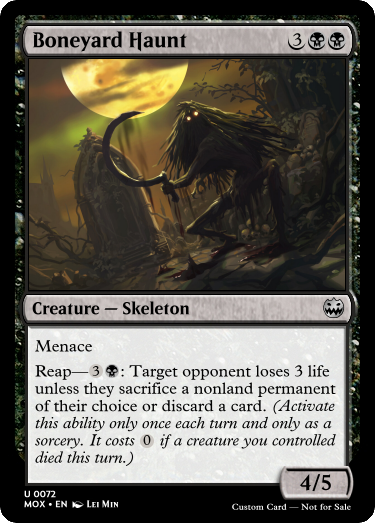 Boneyard Haunt 3
Creature — Skeleton
Menace
Reap—3: Target opponent loses 3 life
unless they sacrifice a nonland permanent
of their choice or discard a card. (Activate
this ability only once each turn and only as a
sorcery. It costs 0 if a creature you controlled
died this turn.)
4/5
U 0072
MOX • EN Lei Min
Custom Card — Not for Sale